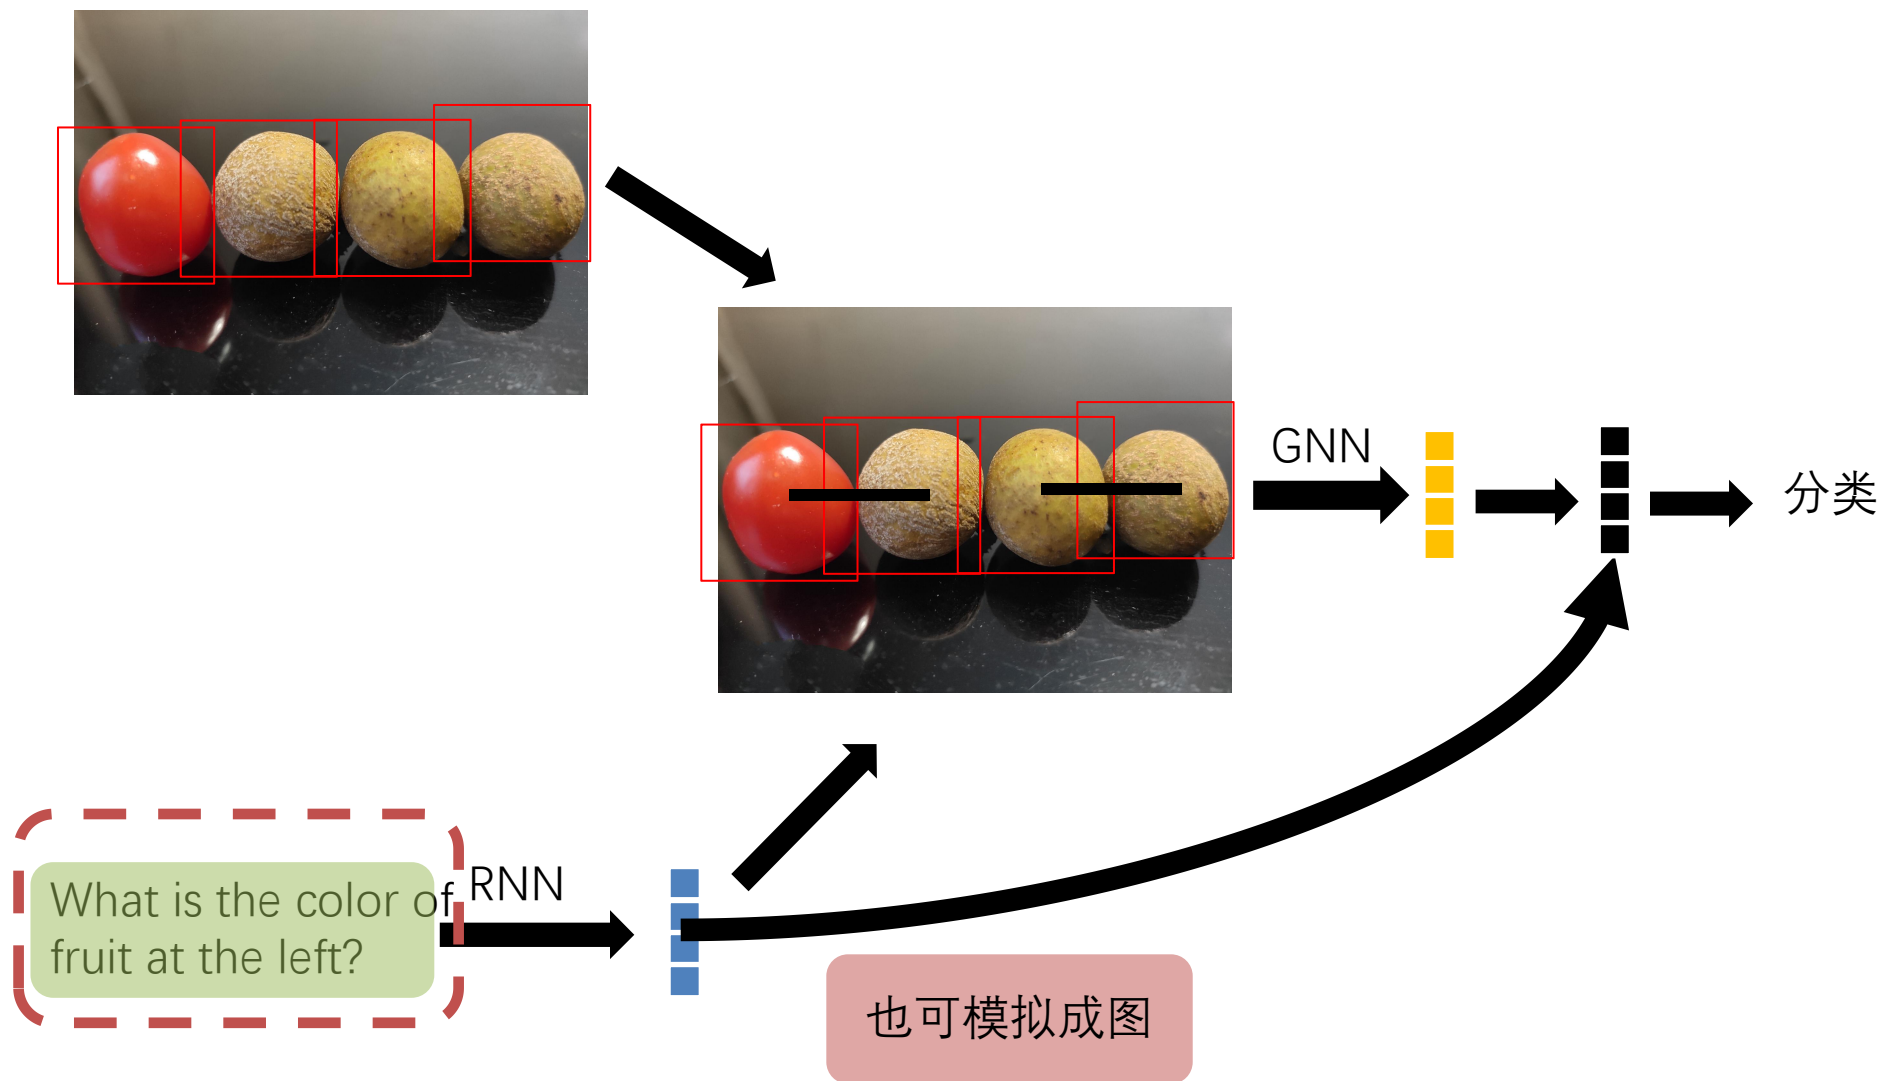 GNN
分类
What is the color of
fruit at the left?
RNN
也可模拟成图